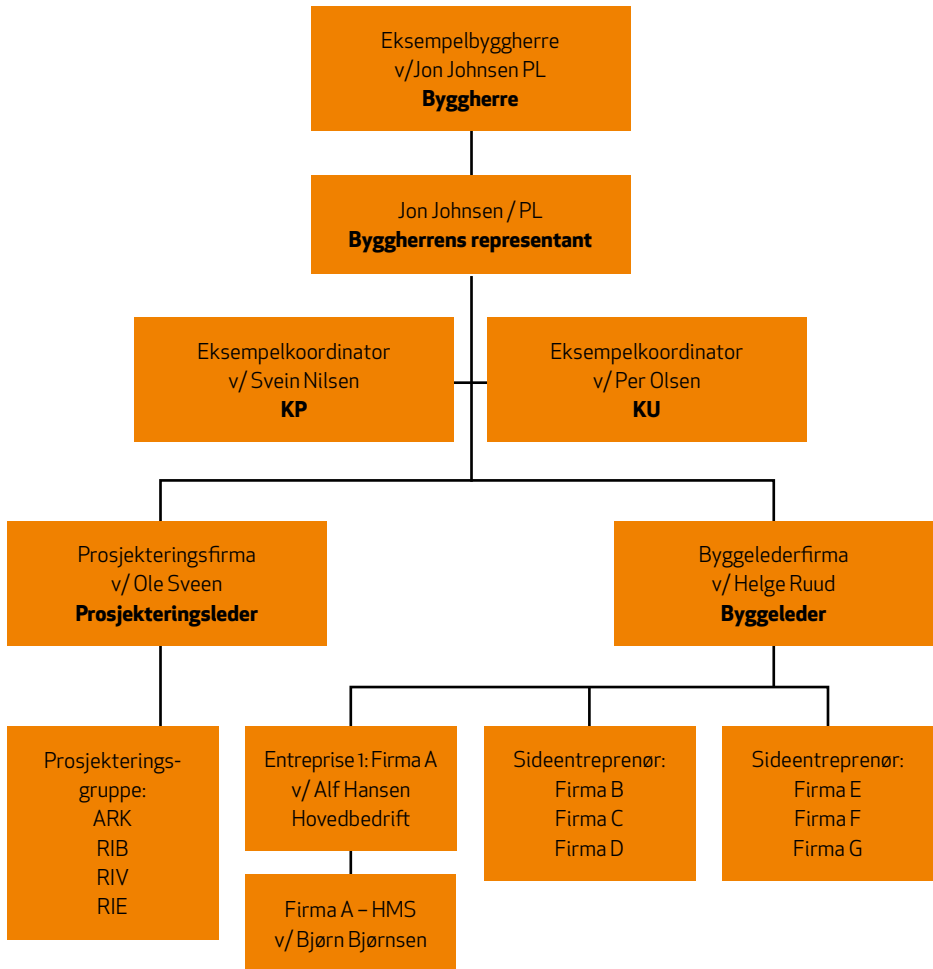 Eksempelbyggherre
v/Jon Johnsen PL
Byggherre
Jon Johnsen / PL
Byggherrens representant
Eksempelkoordinator
v/ Svein Nilsen
KP
Eksempelkoordinator
v/ Per Olsen
KU
Prosjekteringsfirma
v/ Ole Sveen
Prosjekteringsleder
Byggelederfirma
v/ Helge Ruud
Byggeleder
Prosjekterings-
gruppe:
ARK
RIB
RIV
RIE
Entreprise 1: Firma A
v/ Alf Hansen
Hovedbedrift
Firma A – HMS
v/ Bjørn Bjørnsen
Sideentreprenør:
Firma B
Firma C
Firma D
Sideentreprenør:
Firma E
Firma F
Firma G